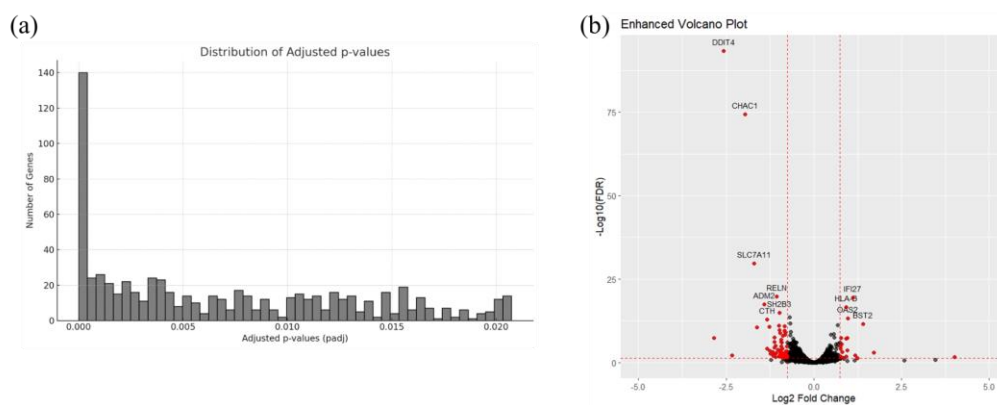 (a)
Distribution of Adjusted p-values
Number of Genes
140
120
100
80
60
40
20
0
0.000
0.005
0.010
0.015
0.020
Adjusted p-values (padj)
(b)
Enhanced Volcano Plot
-Log10(FDR)
75
50
25
0
DDIT4
CHAC1
SLC7A11
RELN
ADM2
SH2B3
CTH
IFI27
OAS2
BST2
-5.0
-2.5
0.0
2.5
5.0
Log2 Fold Change